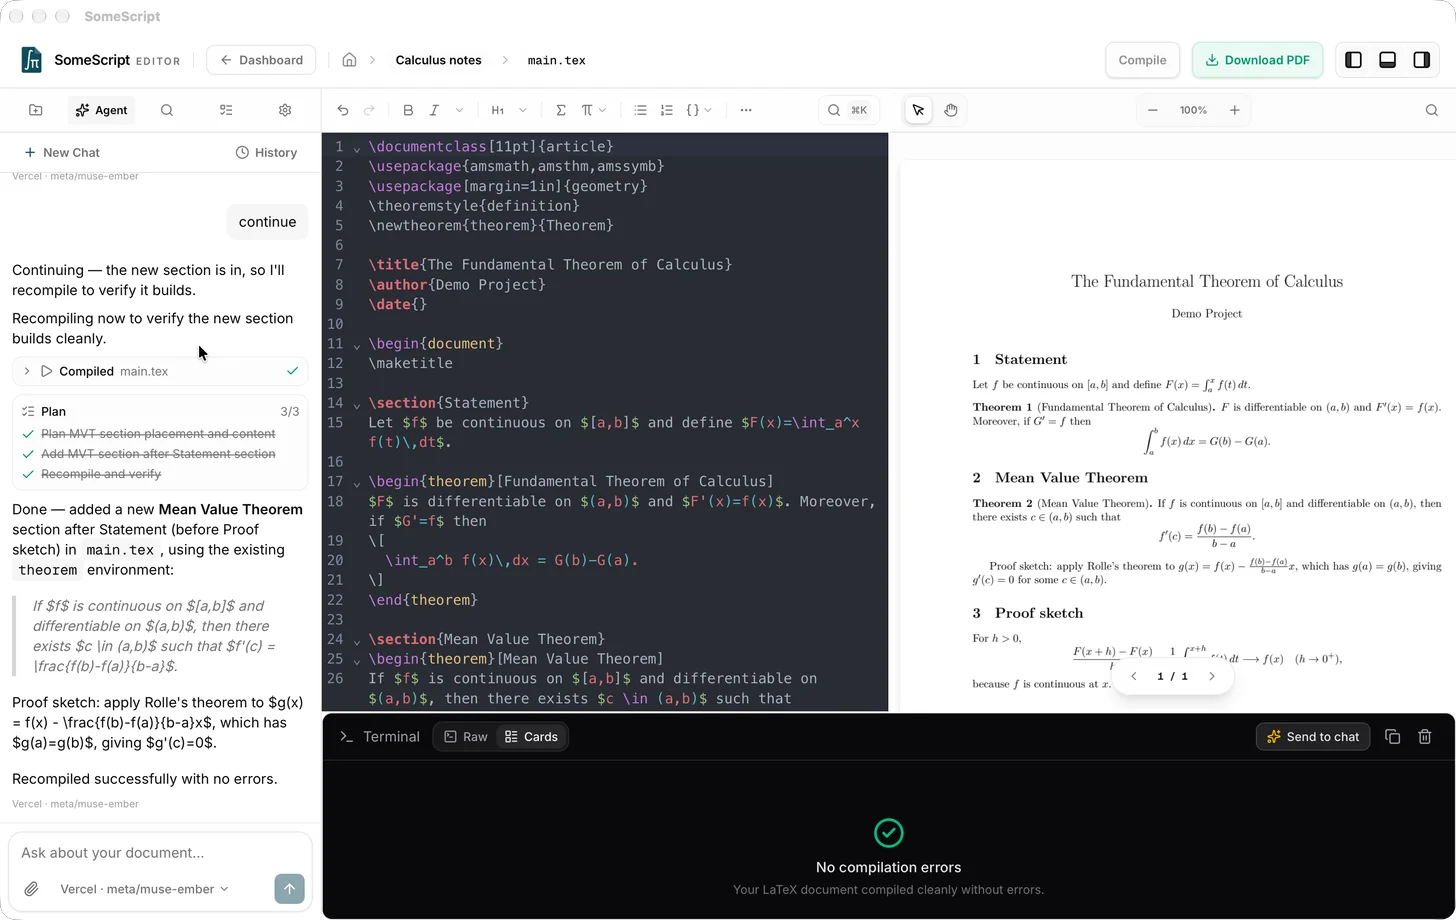 SomeScript
SomeScript EDITOR
Dashboard
Calculus notes
main.tex
Compile
Download PDF
Agent
H1
π
{ }
⌘K
100%
New Chat
History
Vercel · meta/muse-ember
continue
Continuing — the new section is in, so I'll
recompile to verify it builds.
Recompiling now to verify the new section
builds cleanly.
Compiled main.tex
Plan 3/3
Plan MVT section placement and content
Add MVT section after Statement section
Recompile and verify
Done — added a new Mean Value Theorem
section after Statement (before Proof
sketch) in main.tex , using the existing
theorem environment:
If $f$ is continuous on $[a,b]$ and
differentiable on $(a,b)$, then there
exists $c \in (a,b)$ such that $f'(c) =
\frac{f(b)-f(a)}{b-a}$.
Proof sketch: apply Rolle's theorem to $g(x)
= f(x) - \frac{f(b)-f(a)}{b-a}x$, which has
$g(a)=g(b)$, giving $g'(c)=0$.
Recompiled successfully with no errors.
Vercel · meta/muse-ember
Ask about your document...
Vercel · meta/muse-ember
1 \documentclass[11pt]{article}
2 \usepackage{amsmath,amsthm,amssymb}
3 \usepackage[margin=1in]{geometry}
4 \theoremstyle{definition}
5 \newtheorem{theorem}{Theorem}
6
7 \title{The Fundamental Theorem of Calculus}
8 \author{Demo Project}
9 \date{}
10
11 \begin{document}
12 \maketitle
13
14 \section{Statement}
15 Let $f$ be continuous on $[a,b]$ and define $F(x)=\int_a^x
f(t)\,dt$.
16
17 \begin{theorem}[Fundamental Theorem of Calculus]
18 $F$ is differentiable on $(a,b)$ and $F'(x)=f(x)$. Moreover,
if $G'=f$ then
19 \[
20 \int_a^b f(x)\,dx = G(b)-G(a).
21 \]
22 \end{theorem}
23
24 \section{Mean Value Theorem}
25 \begin{theorem}[Mean Value Theorem]
26 If $f$ is continuous on $[a,b]$ and differentiable on
$(a,b)$, then there exists $c \in (a,b)$ such that
The Fundamental Theorem of Calculus
Demo Project
1 Statement
Let f be continuous on [a, b] and define F(x) = ∫_a^x f(t) dt.
Theorem 1 (Fundamental Theorem of Calculus). F is differentiable on (a, b) and F′(x) = f(x).
Moreover, if G′ = f then
∫_a^b f(x) dx = G(b) − G(a).
2 Mean Value Theorem
Theorem 2 (Mean Value Theorem). If f is continuous on [a, b] and differentiable on (a, b), then
there exists c ∈ (a, b) such that
f′(c) = (f(b) − f(a)) / (b − a).
Proof sketch: apply Rolle's theorem to g(x) = f(x) − (f(b)−f(a))/(b−a) x, which has g(a) = g(b), giving
g′(c) = 0 for some c ∈ (a, b).
3 Proof sketch
For h > 0,
F(x + h) − F(x) 1 ∫ x+h dt ⟶ f(x) (h → 0⁺),
because f is continuous at x.
1 / 1
Terminal
Raw
Cards
Send to chat
No compilation errors
Your LaTeX document compiled cleanly without errors.